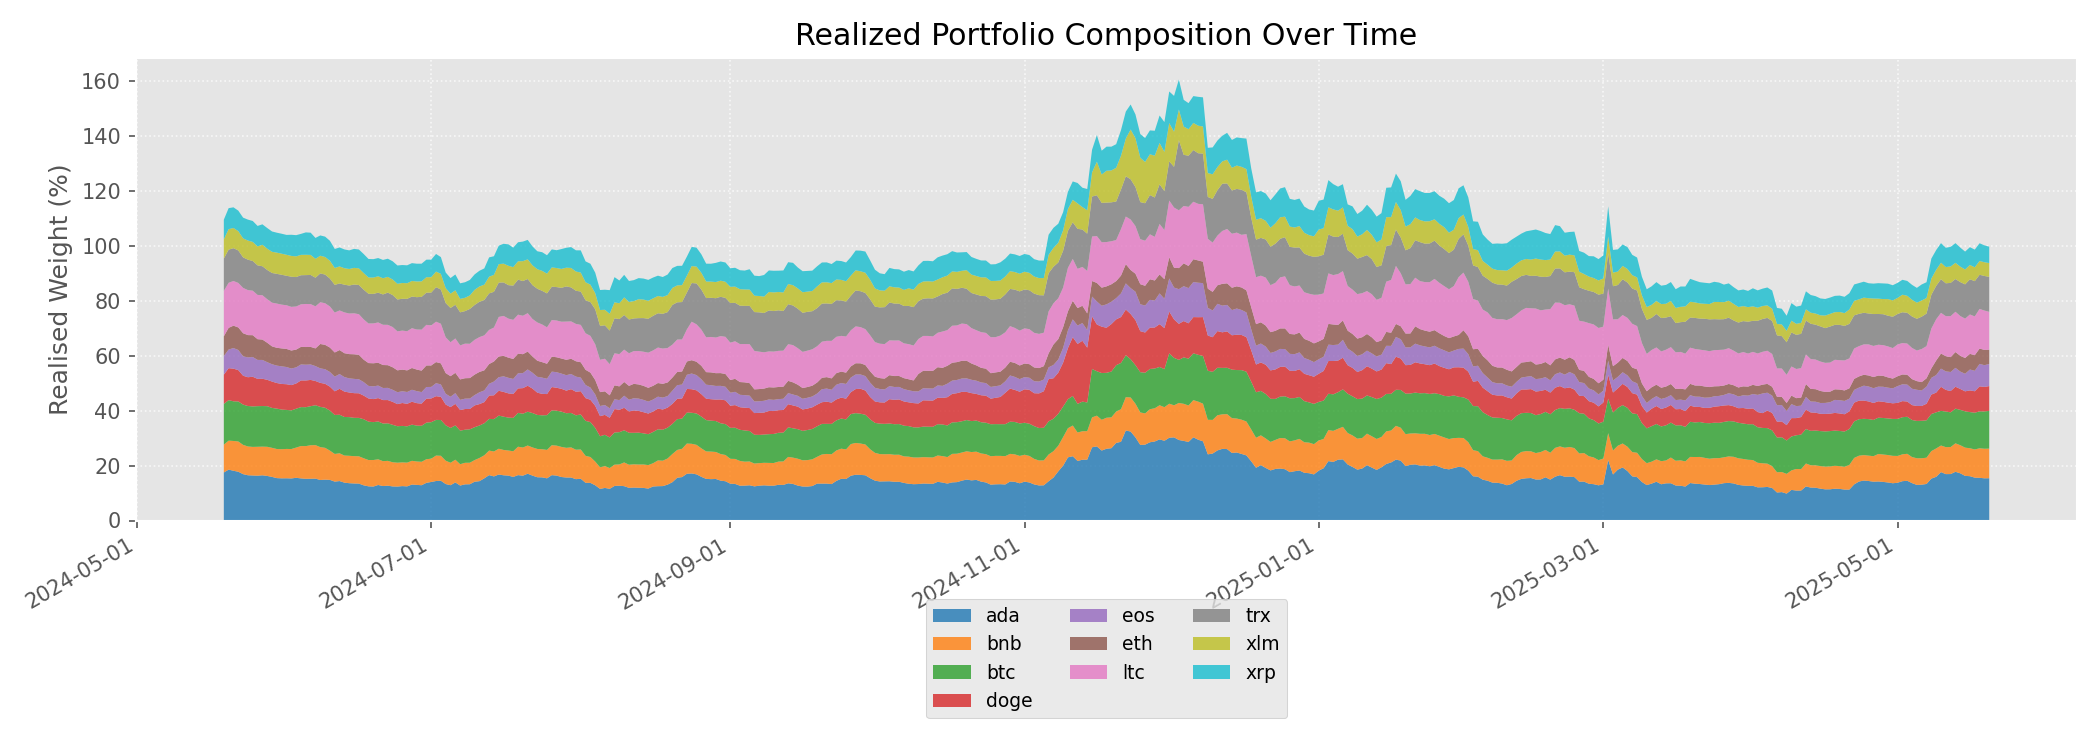 Realized Portfolio Composition Over Time
Realised Weight (%)
160
140
120
100
80
60
40
20
0
2024-05-01
2024-07-01
2024-09-01
2024-11-01
2025-01-01
2025-03-01
2025-05-01
ada
bnb
btc
doge
eos
eth
ltc
trx
xlm
xrp